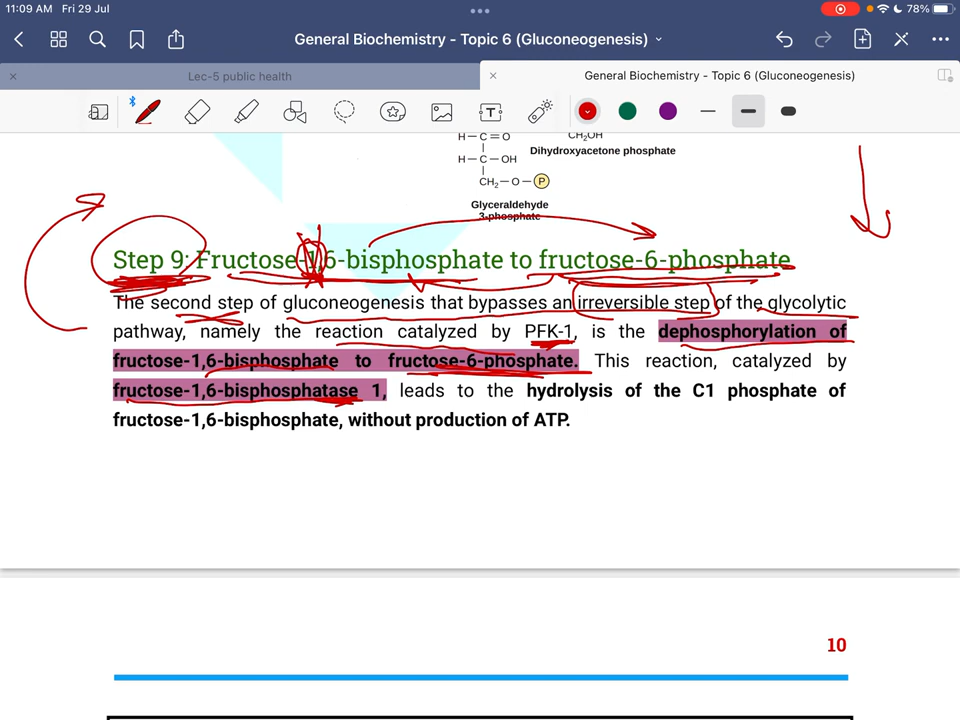 11:09 AM Fri 29 Jul
78%
General Biochemistry - Topic 6 (Gluconeogenesis)
Lec-5 public health
General Biochemistry - Topic 6 (Gluconeogenesis)
T
H—C=O
CH₂OH
Dihydroxyacetone phosphate
H—C—OH
CH₂—O—P
Glyceraldehyde
3-phosphate
Step 9: Fructose-1,6-bisphosphate to fructose-6-phosphate
The second step of gluconeogenesis that bypasses an irreversible step of the glycolytic
pathway, namely the reaction catalyzed by PFK-1, is the dephosphorylation of
fructose-1,6-bisphosphate to fructose-6-phosphate. This reaction, catalyzed by
fructose-1,6-bisphosphatase 1, leads to the hydrolysis of the C1 phosphate of
fructose-1,6-bisphosphate, without production of ATP.
10